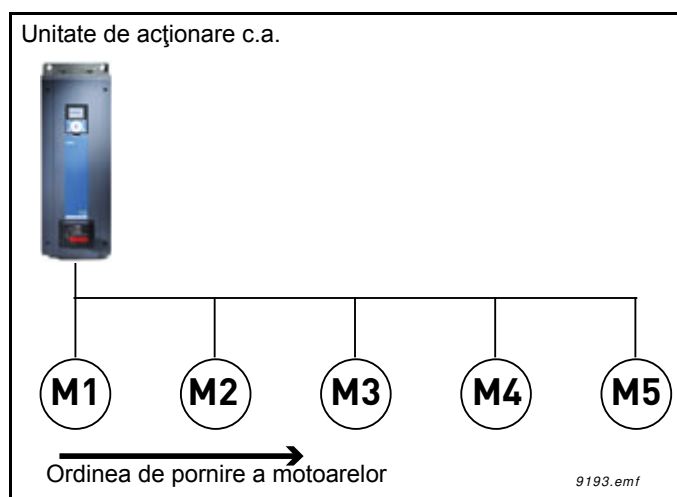 Unitate de acţionare c.a.
M1 M2 M3 M4 M5
Ordinea de pornire a motoarelor
9193.emf